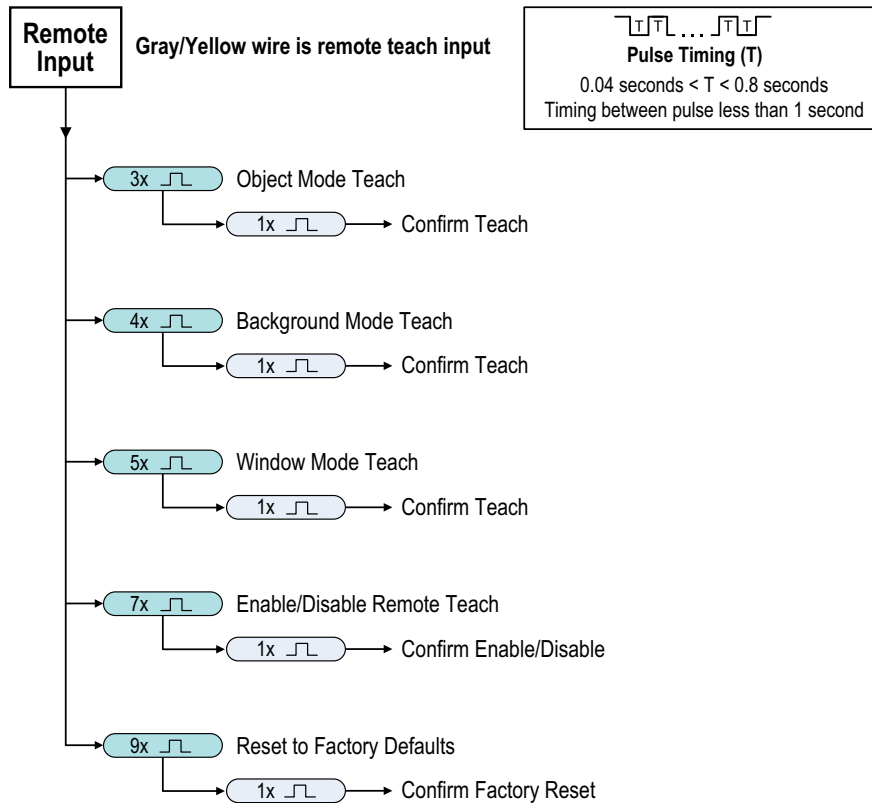 Remote
Input
Gray/Yellow wire is remote teach input
T T ... T T
Pulse Timing (T)
0.04 seconds < T < 0.8 seconds
Timing between pulse less than 1 second
3x Object Mode Teach
1x Confirm Teach
4x Background Mode Teach
1x Confirm Teach
5x Window Mode Teach
1x Confirm Teach
7x Enable/Disable Remote Teach
1x Confirm Enable/Disable
9x Reset to Factory Defaults
1x Confirm Factory Reset